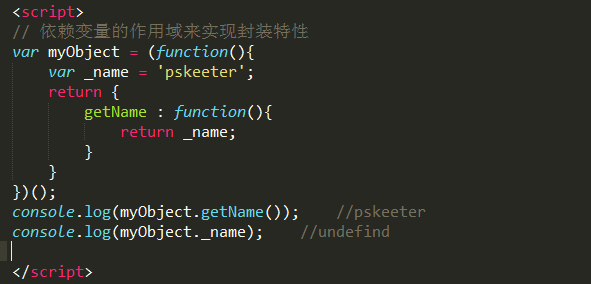 <script>
// 依赖变量的作用域来实现封装特性
var myObject = (function(){
var _name = 'pskeeter';
return {
getName : function(){
return _name;
}
}
})();
console.log(myObject.getName()); //pskeeter
console.log(myObject._name); //undefind
</script>